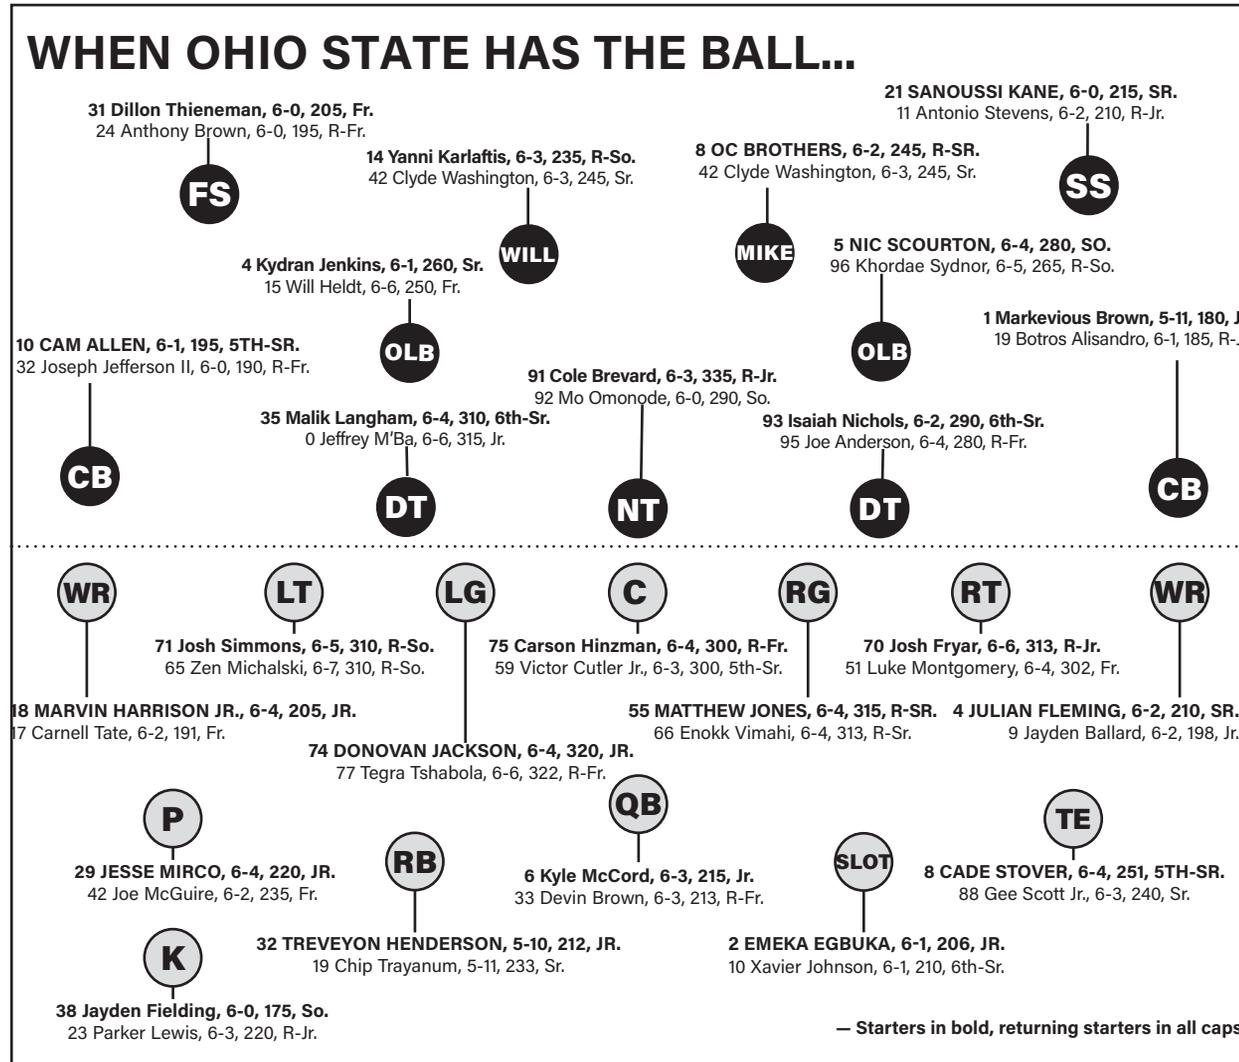 WHEN OHIO STATE HAS THE BALL...
31 Dillon Thieneman, 6-0, 205, Fr.
24 Anthony Brown, 6-0, 195, R-Fr.
FS
14 Yanni Karlaftis, 6-3, 235, R-So.
42 Clyde Washington, 6-3, 245, Sr.
WILL
8 OC BROTHERS, 6-2, 245, R-SR.
42 Clyde Washington, 6-3, 245, Sr.
MIKE
21 SANOUSSI KANE, 6-0, 215, SR.
11 Antonio Stevens, 6-2, 210, R-Jr.
SS
4 Kydran Jenkins, 6-1, 260, Sr.
15 Will Heldt, 6-6, 250, Fr.
OLB
5 NIC SCOURTON, 6-4, 280, SO.
96 Khordae Sydnor, 6-5, 265, R-So.
OLB
10 CAM ALLEN, 6-1, 195, 5TH-SR.
32 Joseph Jefferson II, 6-0, 190, R-Fr.
CB
35 Malik Langham, 6-4, 310, 6th-Sr.
0 Jeffrey M'Ba, 6-6, 315, Jr.
DT
91 Cole Brevard, 6-3, 335, R-Jr.
92 Mo Omonode, 6-0, 290, So.
NT
93 Isaiah Nichols, 6-2, 290, 6th-Sr.
95 Joe Anderson, 6-4, 280, R-Fr.
DT
1 Markevious Brown, 5-11, 180, J
19 Botros Alisandro, 6-1, 185, R-J
CB
WR
LT
LG
C
RG
RT
WR
71 Josh Simmons, 6-5, 310, R-So.
65 Zen Michalski, 6-7, 310, R-So.
75 Carson Hinzman, 6-4, 300, R-Fr.
59 Victor Cutler Jr., 6-3, 300, 5th-Sr.
70 Josh Fryar, 6-6, 313, R-Jr.
51 Luke Montgomery, 6-4, 302, Fr.
18 MARVIN HARRISON JR., 6-4, 205, JR.
17 Carnell Tate, 6-2, 191, Fr.
55 MATTHEW JONES, 6-4, 315, R-SR.
66 Enokk Vimahi, 6-4, 313, R-Sr.
4 JULIAN FLEMING, 6-2, 210, SR.
9 Jayden Ballard, 6-2, 198, Jr.
74 DONOVAN JACKSON, 6-4, 320, JR.
77 Tegra Tshabola, 6-6, 322, R-Fr.
P
29 JESSE MIRCO, 6-4, 220, JR.
42 Joe McGuire, 6-2, 235, Fr.
RB
32 TREVEYON HENDERSON, 5-10, 212, JR.
19 Chip Trayanum, 5-11, 233, Sr.
QB
6 Kyle McCord, 6-3, 215, Jr.
33 Devin Brown, 6-3, 213, R-Fr.
SLOT
2 EMEKA EGBUKA, 6-1, 206, JR.
10 Xavier Johnson, 6-1, 210, 6th-Sr.
TE
8 CADE STOVER, 6-4, 251, 5TH-SR.
88 Gee Scott Jr., 6-3, 240, Sr.
K
38 Jayden Fielding, 6-0, 175, So.
23 Parker Lewis, 6-3, 220, R-Jr.
— Starters in bold, returning starters in all caps